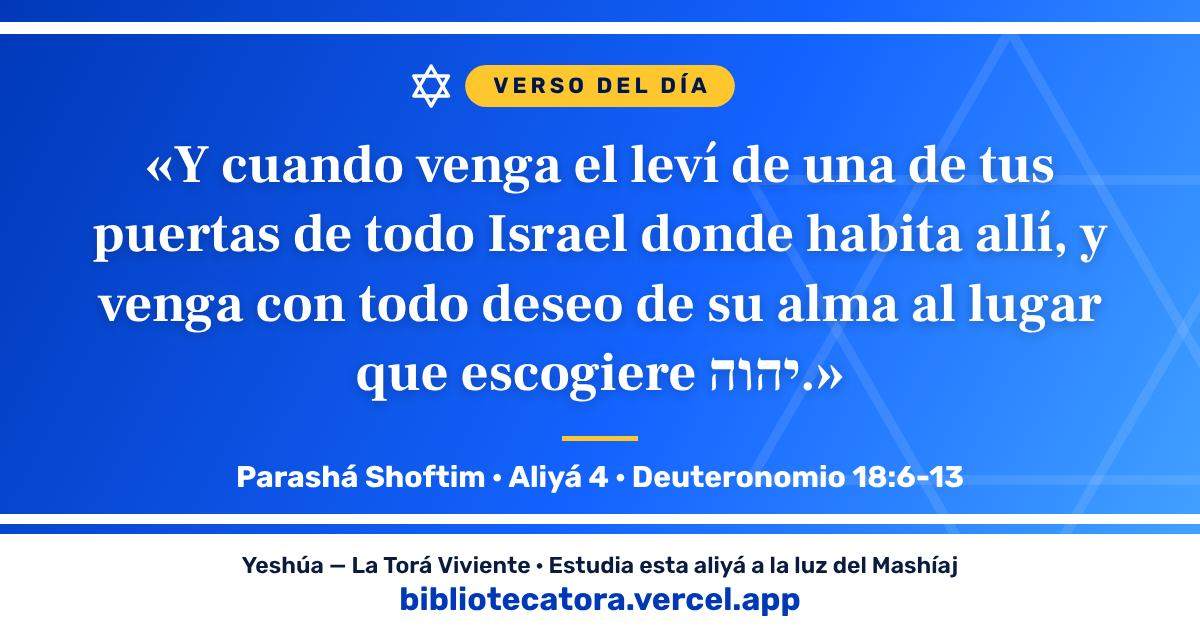 VERSO DEL DÍA
«Y cuando venga el leví de una de tus
puertas de todo Israel donde habita allí, y
venga con todo deseo de su alma al lugar
que escogiere יהוה.»
Parashá Shoftim • Aliyá 4 • Deuteronomio 18:6-13
Yeshúa — La Torá Viviente • Estudia esta aliyá a la luz del Mashíaj
bibliotecatora.vercel.app